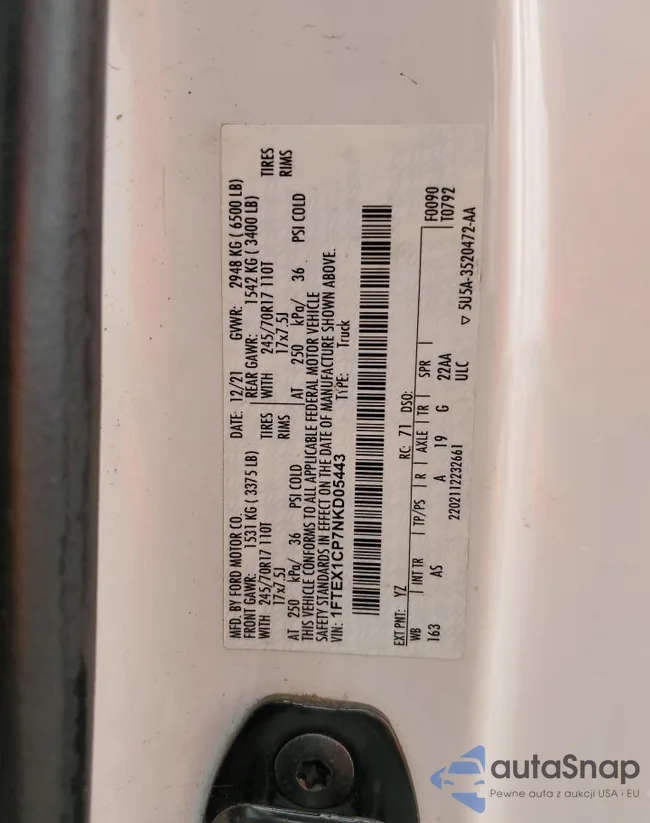 MFD. BY FORD MOTOR CO. DATE: 12/21 GVWR: 2948 KG ( 6500 LB)
FRONT GAWR: 1531 KG ( 3375 LB) REAR GAWR: 1542 KG ( 3400 LB)
WITH 245/70R17 110T TIRES WITH 245/70R17 110T TIRES
17x7.5J RIMS 17x7.5J RIMS
AT 250 kPa/ 36 PSI COLD AT 250 kPa/ 36 PSI COLD
THIS VEHICLE CONFORMS TO ALL APPLICABLE FEDERAL MOTOR VEHICLE
SAFETY STANDARDS IN EFFECT ON THE DATE OF MANUFACTURE SHOWN ABOVE.
VIN: 1FTEX1CP7NKD05443 TYPE: Truck
EXT PNT: YZ RC: 71 DSO: F0090
WB INT TR TP/PS R AXLE TR SPR T0792
163 AS A 19 G 22AA
2202112232661 ULC ▽ 5U5A-3520472-AA
autaSnap
Pewne auta z aukcji USA i EU